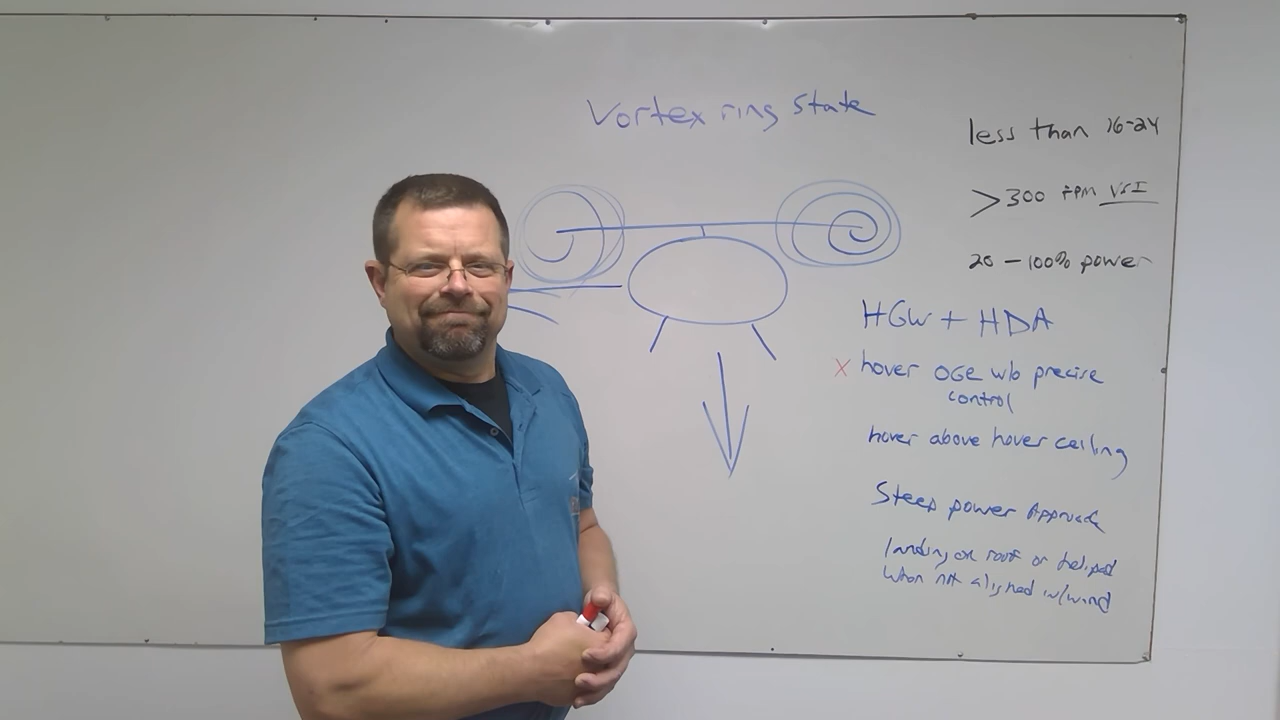 Vortex ring State
less than 16-24
>300 FPM VSI
20 - 100% power
HGW + HDA
X hover OGE w/o precise
control
hover above hover ceiling
Steep power Approach
landing on roof or helipad
when not aligned w/wind